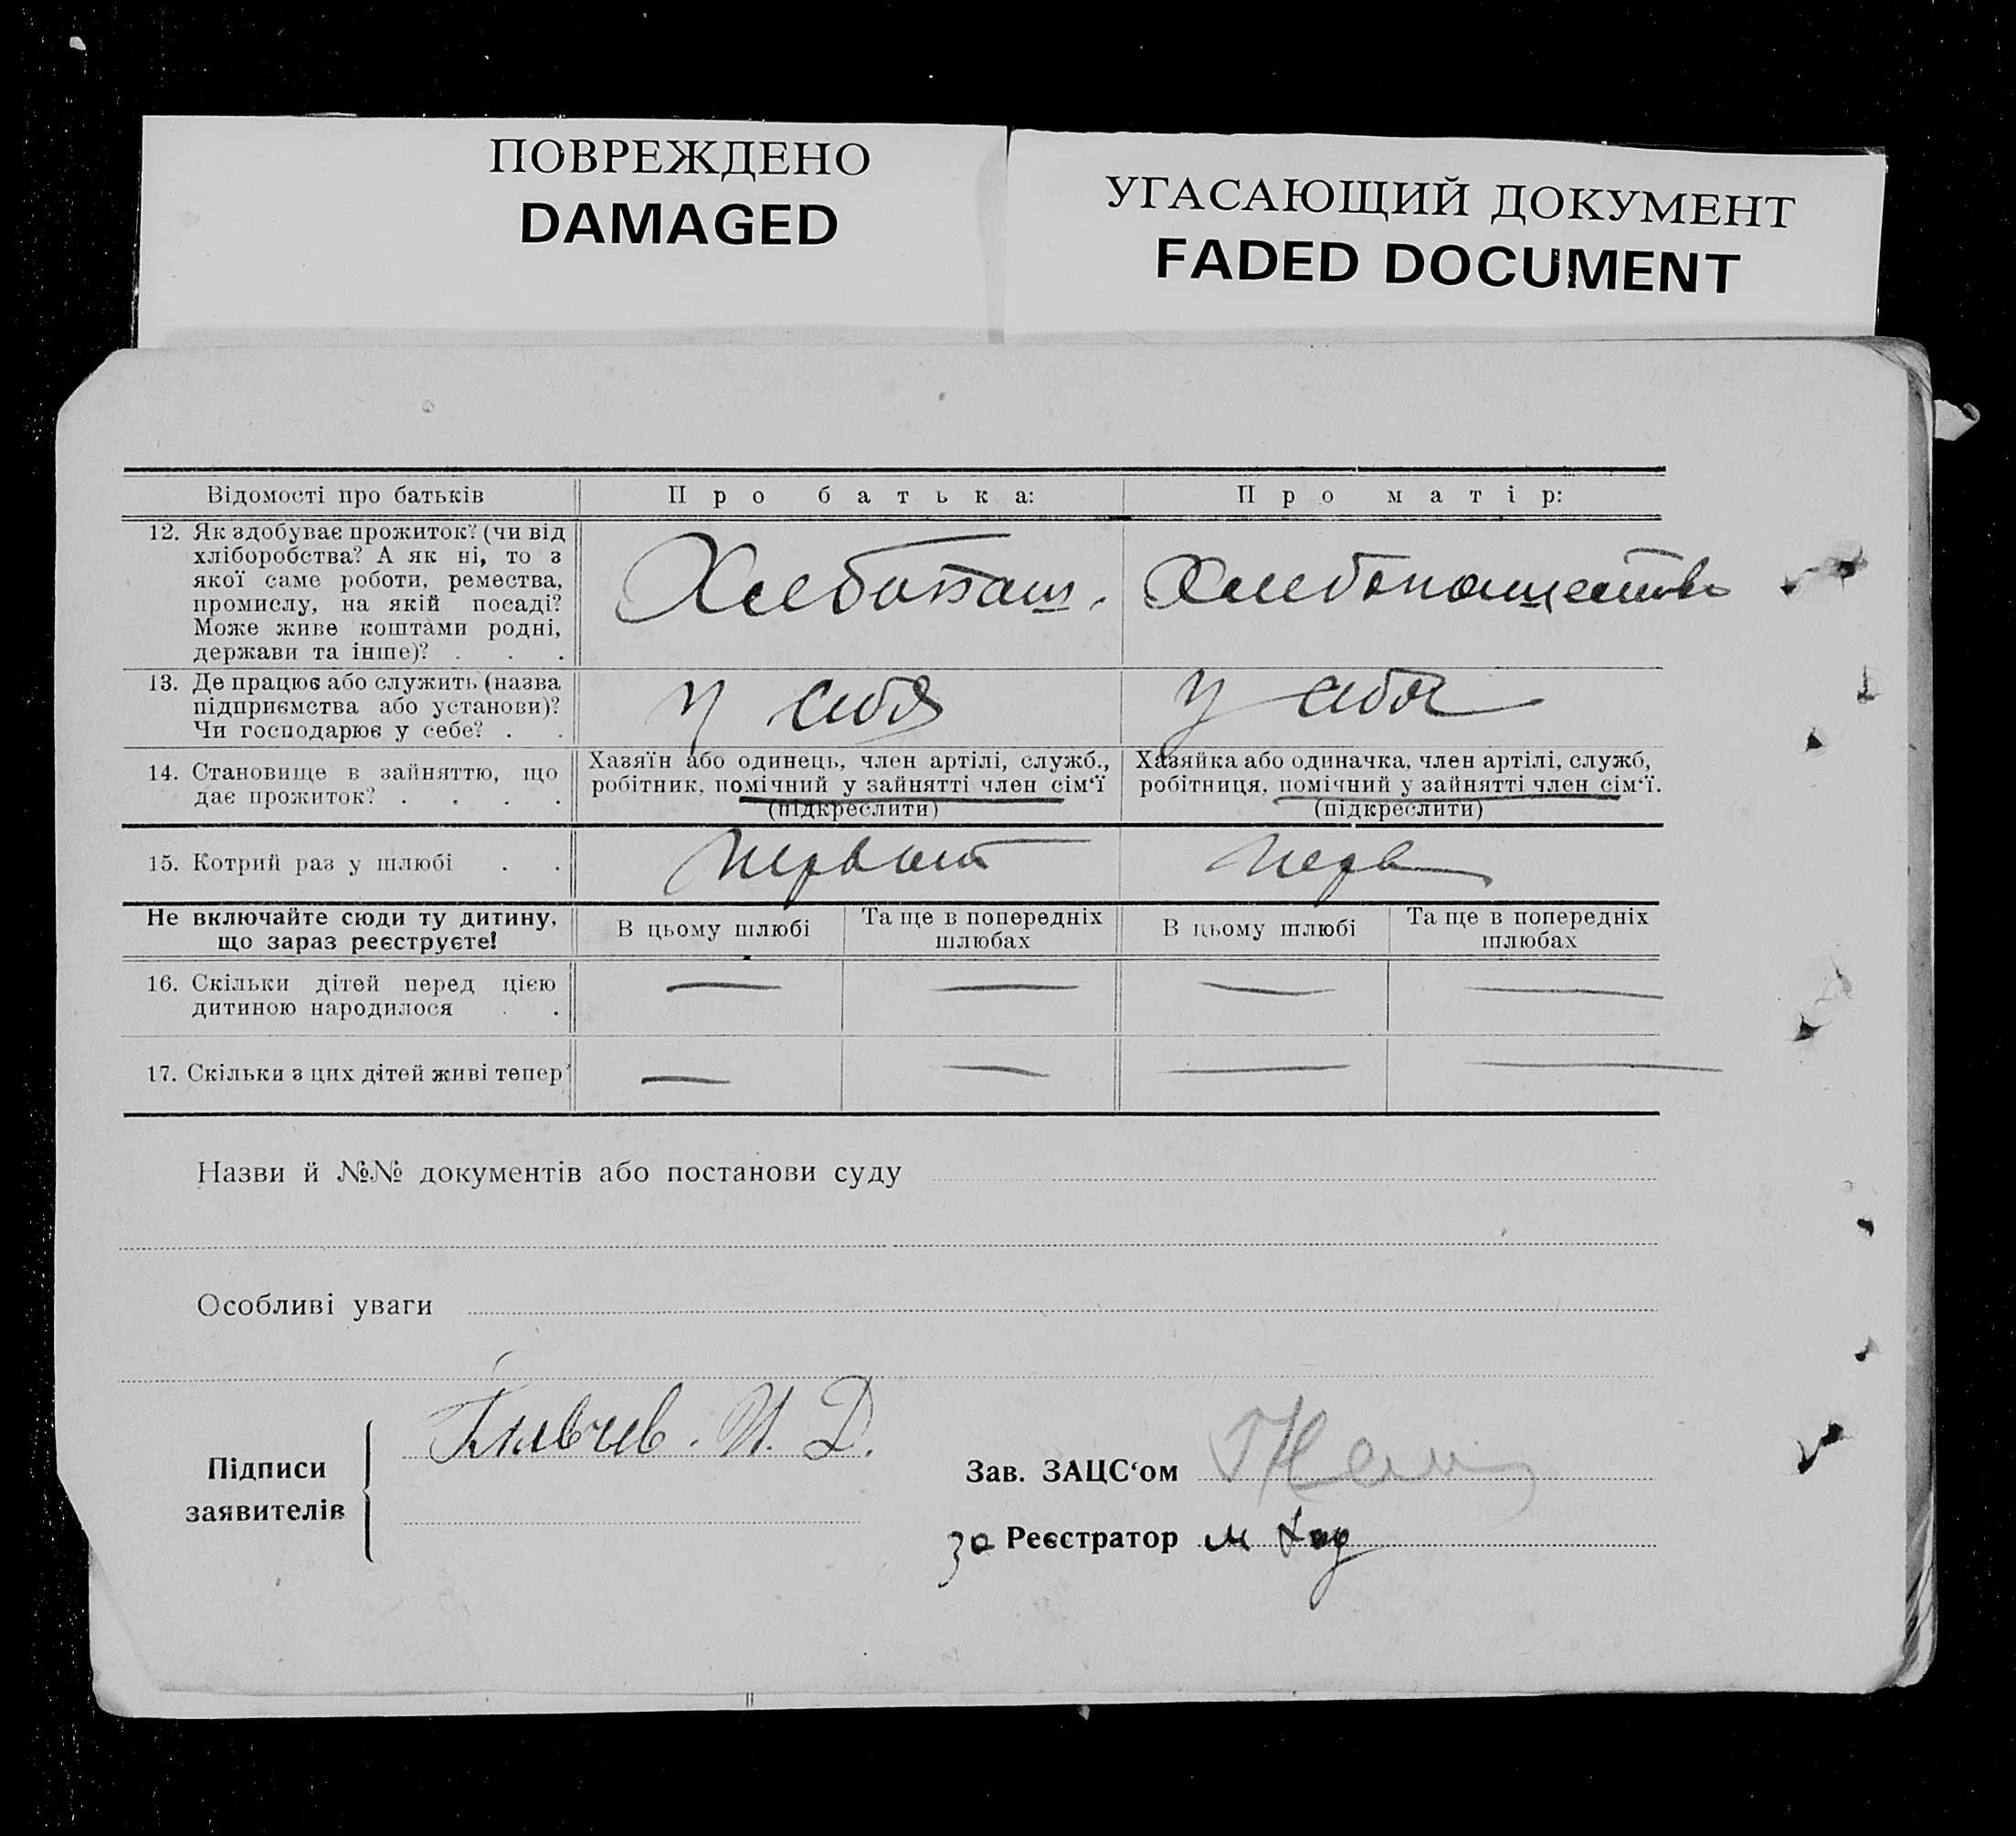 ПОВРЕЖДЕНО
DAMAGED
УГАСАЮЩИЙ ДОКУМЕНТ
FADED DOCUMENT
Відомості про батьків
Про батька:
Про матір:
12. Як здобуває прожиток? (чи від
хліборобства? А як ні, то з
якої саме роботи, ремества,
промислу, на якій посаді?
Може живе коштами родні,
держави та інше)? . . .
Хлебопаш.
Хлебопашество
13. Де працює або служить (назва
підприємства або установи)?
Чи господарює у себе? . .
у себя
у себя
14. Становище в зайняттю, що
дає прожиток? . . . .
Хазяїн або одинець, член артілі, служб.,
робітник, помічний у зайнятті член сім'ї
(підкреслити)
Хазяйка або одиначка, член артілі, служб,
робітниця, помічний у зайнятті член сім'ї.
(підкреслити)
15. Котрий раз у шлюбі . .
Перв
Не включайте сюди ту дитину,
що зараз реєструєте!
В цьому шлюбі
Та ще в попередніх
шлюбах
В цьому шлюбі
Та ще в попередніх
шлюбах
16. Скільки дітей перед цією
дитиною народилося . .
— — — —
17. Скільки з цих дітей живі тепер
— — — —
Назви й №№ документів або постанови суду
Особливі уваги
Підписи
заявителів
И. Д.
Зав. ЗАЦС'ом
за Реєстратор